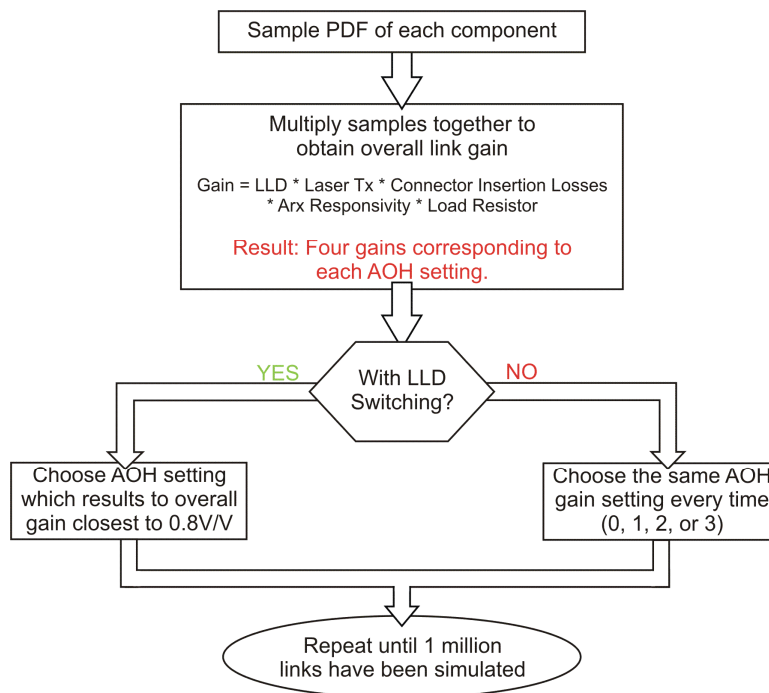 Sample PDF of each component
Multiply samples together to
obtain overall link gain
Gain = LLD * Laser Tx * Connector Insertion Losses
* Arx Responsivity * Load Resistor
Result: Four gains corresponding to
each AOH setting.
YES
With LLD
Switching?
NO
Choose AOH setting
which results to overall
gain closest to 0.8V/V
Choose the same AOH
gain setting every time
(0, 1, 2, or 3)
Repeat until 1 million
links have been simulated